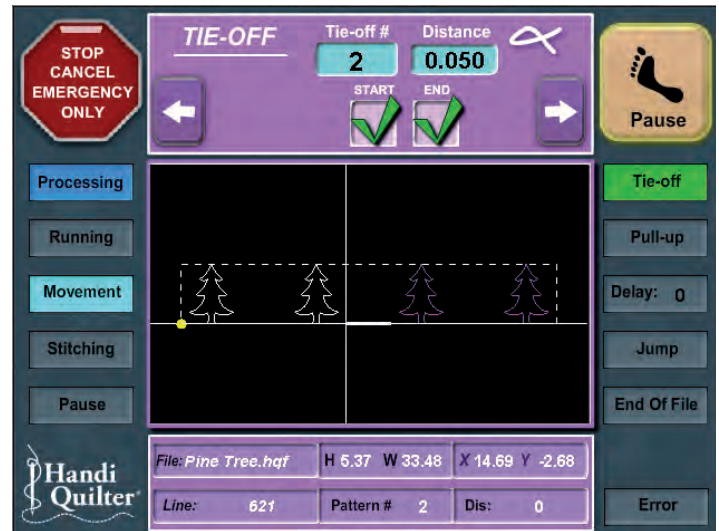 STOP
CANCEL
EMERGENCY
ONLY
TIE-OFF
Tie-off #
2
Distance
0.050
START
END
Pause
Processing
Running
Movement
Stitching
Pause
Tie-off
Pull-up
Delay: 0
Jump
End Of File
Error
Handi
Quilter
File: Pine Tree.hqf
H 5.37 W 33.48
X 14.69 Y -2.68
Line: 621
Pattern # 2
Dis: 0